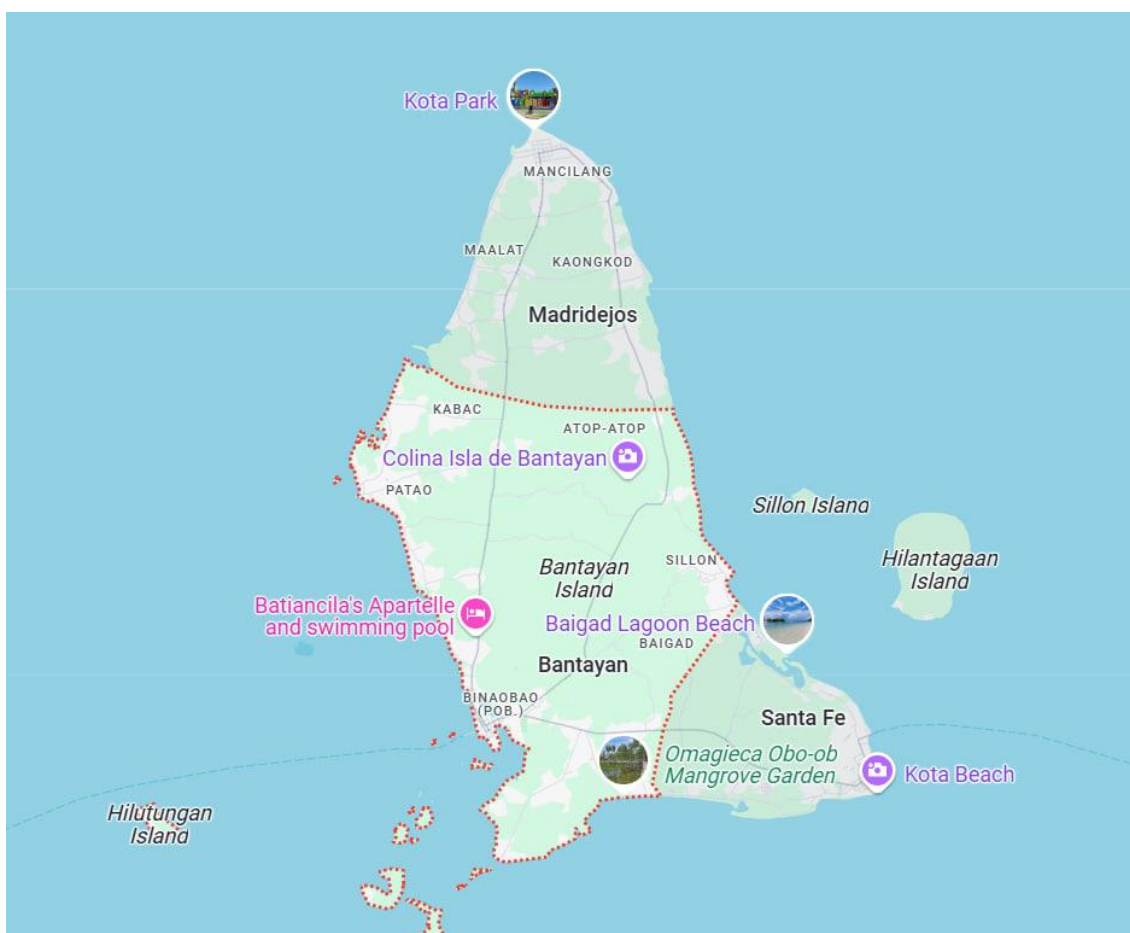 Kota Park
MANCILANG
MAALAT
KAONGKOD
Madridejos
KABAC
ATOP-ATOP
Colina Isla de Bantayan
PATAO
Sillon Island
Bantayan
Island
SILLON
Hilantagaan
Island
Batiancila's Apartelle
and swimming pool
Baigad Lagoon Beach
BAIGAD
Bantayan
BINAOBAO
(POB.)
Santa Fe
Omagieca Obo-ob
Mangrove Garden
Kota Beach
Hilutungan
Island